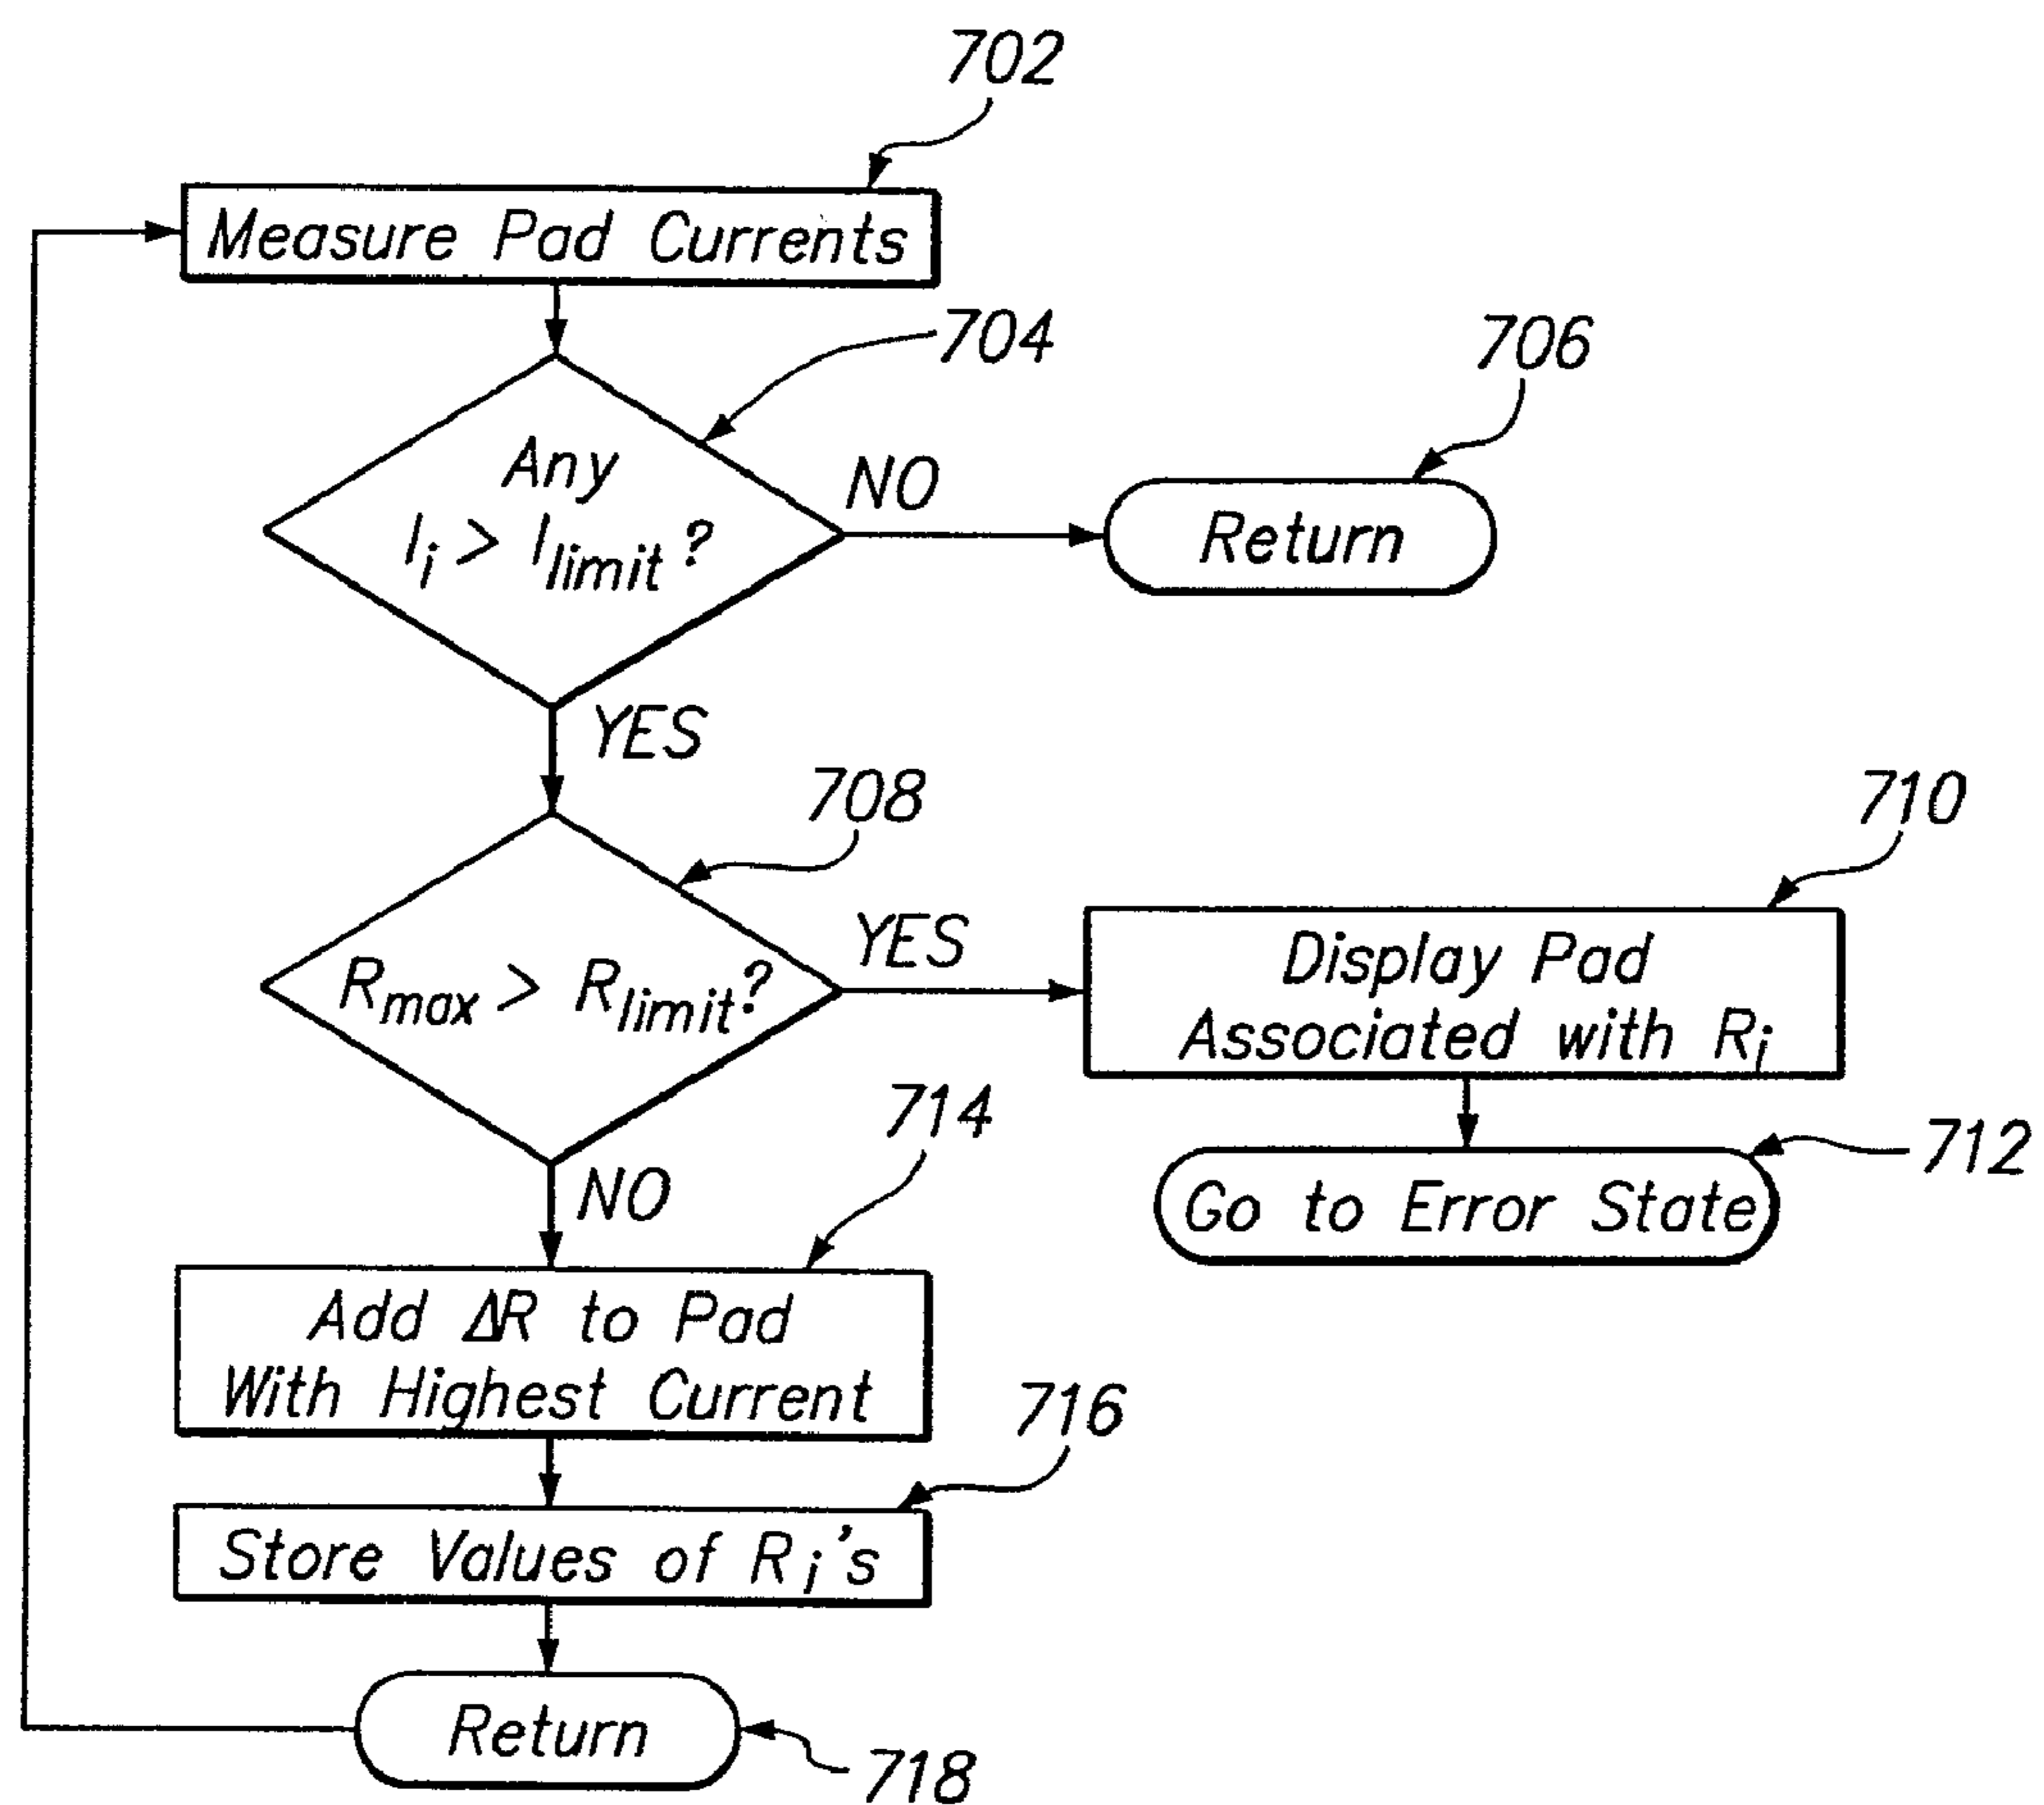 702
Measure Pad Currents
704
706
Any
I_i > I_limit ?
NO
Return
YES
708
710
R_max > R_limit ?
YES
Display Pad
Associated with R_i
714
712
NO
Go to Error State
Add ΔR to Pad
With Highest Current
716
Store Values of R_i's
Return
718